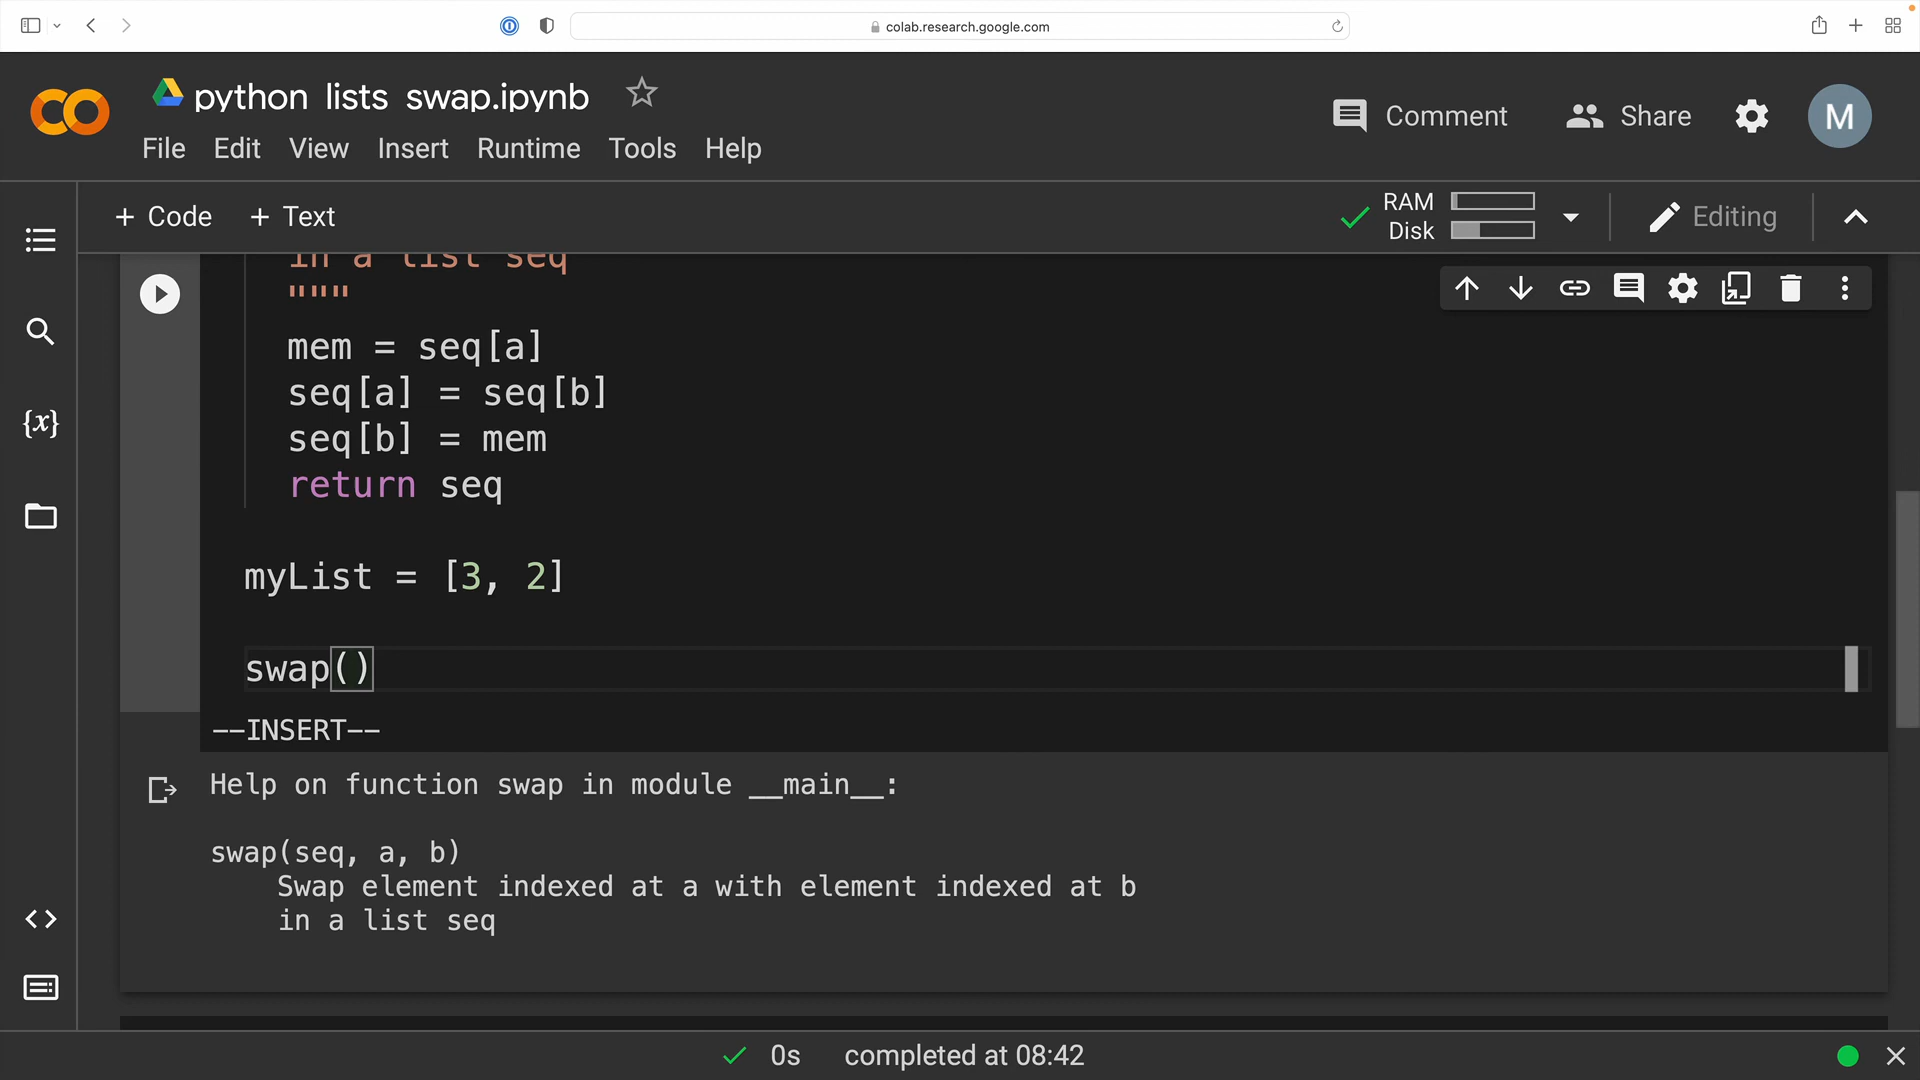 colab.research.google.com
python lists swap.ipynb
Comment
Share
M
File Edit View Insert Runtime Tools Help
+ Code + Text
RAM
Disk
Editing
in a list seq
"""
mem = seq[a]
seq[a] = seq[b]
seq[b] = mem
return seq
myList = [3, 2]
swap()
--INSERT--
Help on function swap in module __main__:
swap(seq, a, b)
Swap element indexed at a with element indexed at b
in a list seq
0s completed at 08:42